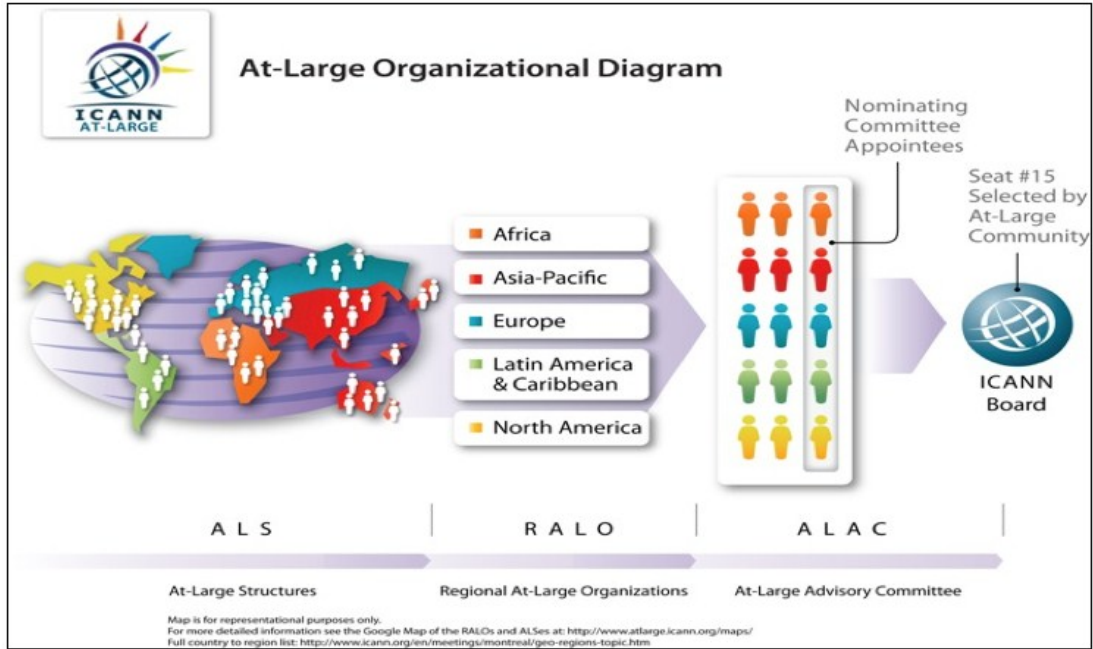 ICANN
AT-LARGE
At-Large Organizational Diagram
Nominating
Committee
Appointees
Seat #15
Selected by
At-Large
Community
Africa
Asia-Pacific
Europe
Latin America
& Caribbean
North America
ICANN
Board
ALS
RALO
ALAC
At-Large Structures
Regional At-Large Organizations
At-Large Advisory Committee
Map is for representational purposes only.
For more detailed information see the Google Map of the RALOs and ALSes at: http://www.atlarge.icann.org/maps/
Full country to region list: http://www.icann.org/en/meetings/montreal/geo-regions-topic.htm